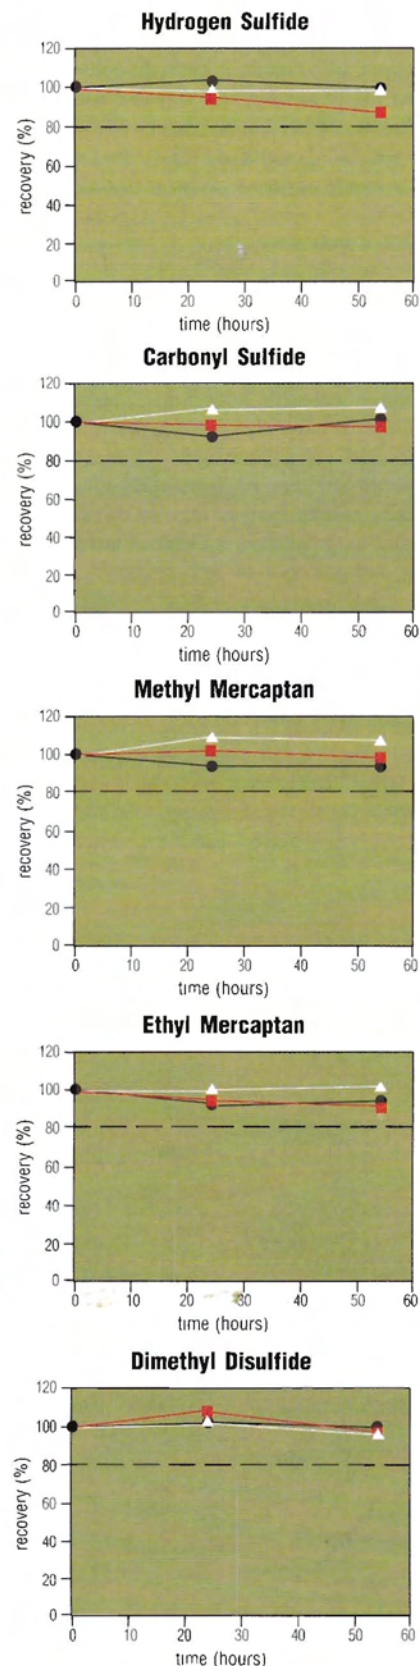 Hydrogen Sulfide
120
100
80
60
40
20
0
recovery (%)
0 10 20 30 40 50 60
time (hours)
Carbonyl Sulfide
120
100
80
60
40
20
0
recovery (%)
0 10 20 30 40 50 60
time (hours)
Methyl Mercaptan
120
100
80
60
40
20
0
recovery (%)
0 10 20 30 40 50 60
time (hours)
Ethyl Mercaptan
120
100
80
60
40
20
0
recovery (%)
0 10 20 30 40 50 60
time (hours)
Dimethyl Disulfide
120
100
80
60
40
20
0
recovery (%)
0 10 20 30 40 50 60
time (hours)